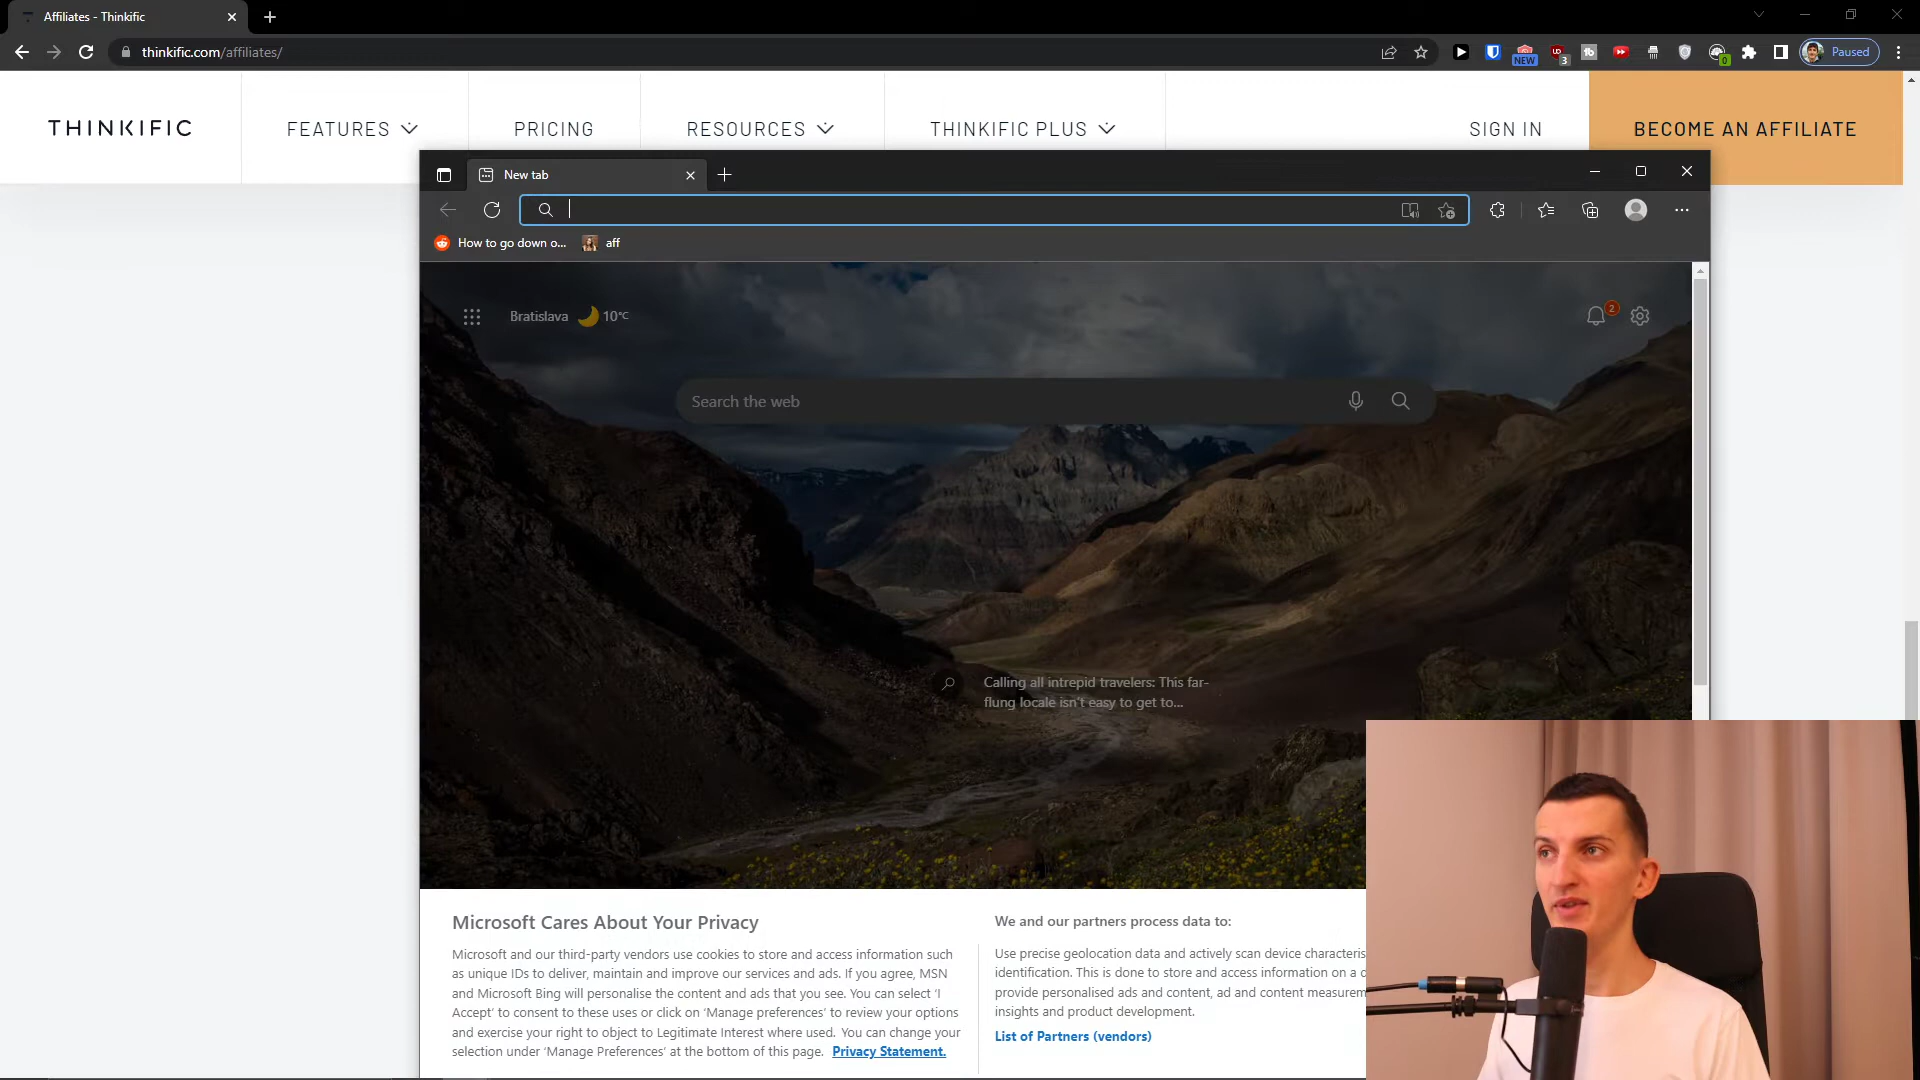 Affiliates - Thinkific
thinkific.com/affiliates/
NEW
3
0
Paused
THINKIFIC
FEATURES
PRICING
RESOURCES
THINKIFIC PLUS
SIGN IN
BECOME AN AFFILIATE
New tab
How to go down o...
aff
Bratislava
10°C
2
Search the web
Calling all intrepid travelers: This far-
flung locale isn't easy to get to...
Microsoft Cares About Your Privacy
Microsoft and our third-party vendors use cookies to store and access information such
as unique IDs to deliver, maintain and improve our services and ads. If you agree, MSN
and Microsoft Bing will personalise the content and ads that you see. You can select 'I
Accept' to consent to these uses or click on 'Manage preferences' to review your options
and exercise your right to object to Legitimate Interest where used. You can change your
selection under 'Manage Preferences' at the bottom of this page. Privacy Statement.
We and our partners process data to:
Use precise geolocation data and actively scan device
identification. This is done to store and access information on a
provide personalised ads and content, ad and content
insights and product development.
List of Partners (vendors)